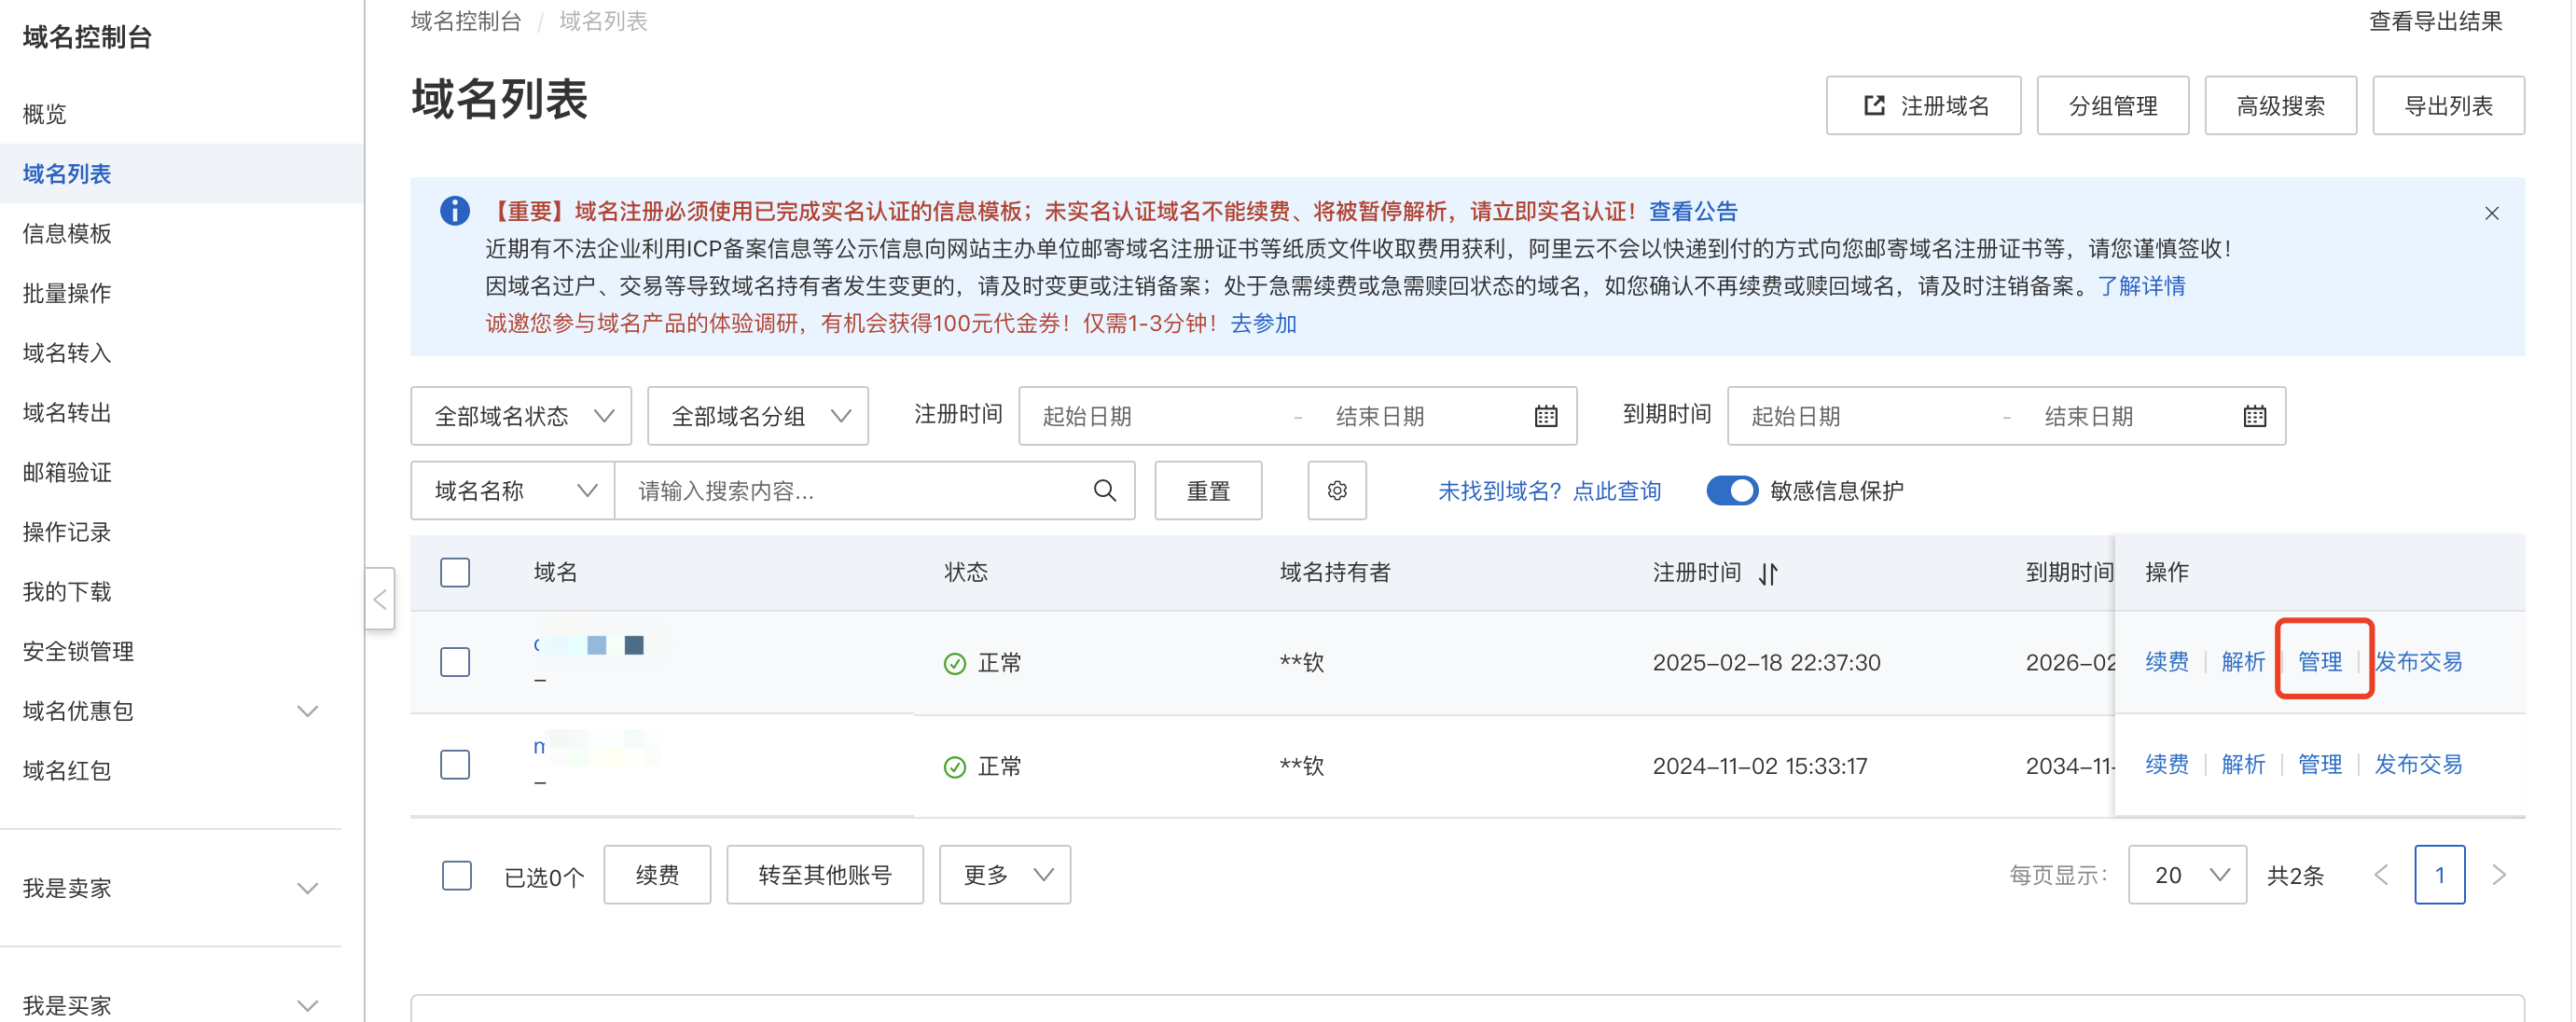 域名控制台
概览
域名列表
信息模板
批量操作
域名转入
域名转出
邮箱验证
操作记录
我的下载
安全锁管理
域名优惠包
域名红包
我是卖家
我是买家
域名控制台 / 域名列表
查看导出结果
域名列表
注册域名 分组管理 高级搜索 导出列表
【重要】域名注册必须使用已完成实名认证的信息模板；未实名认证域名不能续费、将被暂停解析，请立即实名认证！查看公告
近期有不法企业利用ICP备案信息等公示信息向网站主办单位邮寄域名注册证书等纸质文件收取费用获利，阿里云不会以快递到付的方式向您邮寄域名注册证书等，请您谨慎签收！
因域名过户、交易等导致域名持有者发生变更的，请及时变更或注销备案；处于急需续费或急需赎回状态的域名，如您确认不再续费或赎回域名，请及时注销备案。了解详情
诚邀您参与域名产品的体验调研，有机会获得100元代金券！仅需1-3分钟！去参加
全部域名状态 全部域名分组 注册时间 起始日期 - 结束日期 到期时间 起始日期 - 结束日期
域名名称 请输入搜索内容... 重置 未找到域名？点此查询 敏感信息保护
域名 状态 域名持有者 注册时间 到期时间 操作
正常 **钦 2025-02-18 22:37:30 2026-02 续费 解析 管理 发布交易
-
m 正常 **钦 2024-11-02 15:33:17 2034-11- 续费 解析 管理 发布交易
-
已选0个 续费 转至其他账号 更多 每页显示： 20 共2条 1